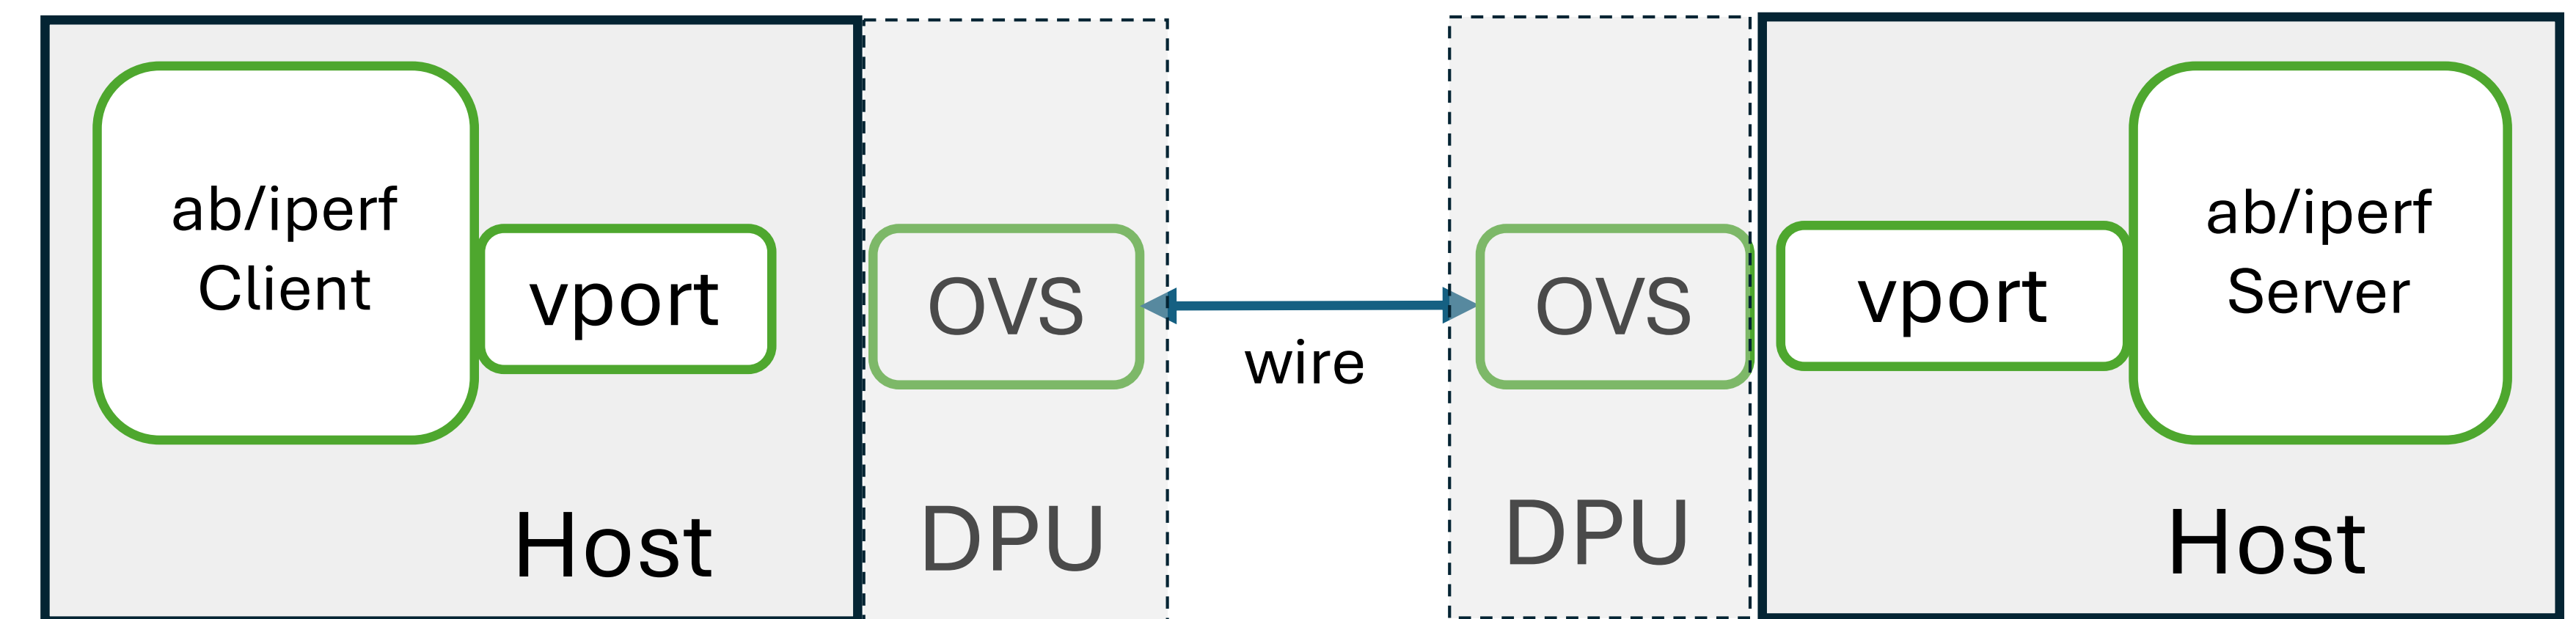 ab/iperf
Client
vport
Host
OVS
DPU
wire
OVS
DPU
vport
Host
ab/iperf
Server